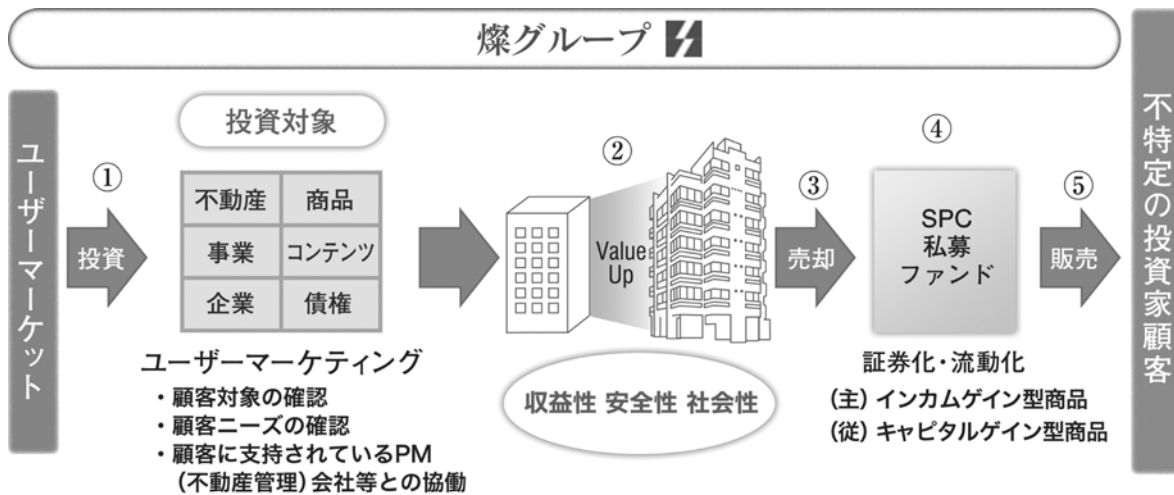 燦グループ
ユーザーマーケット
①
投資
投資対象
不動産
商品
事業
コンテンツ
企業
債権
ユーザーマーケティング
・顧客対象の確認
・顧客ニーズの確認
・顧客に支持されているPM
（不動産管理）会社等との協働
②
Value
Up
収益性 安全性 社会性
③
売却
④
SPC
私募
ファンド
証券化・流動化
（主）インカムゲイン型商品
（従）キャピタルゲイン型商品
⑤
販売
不特定の投資家顧客